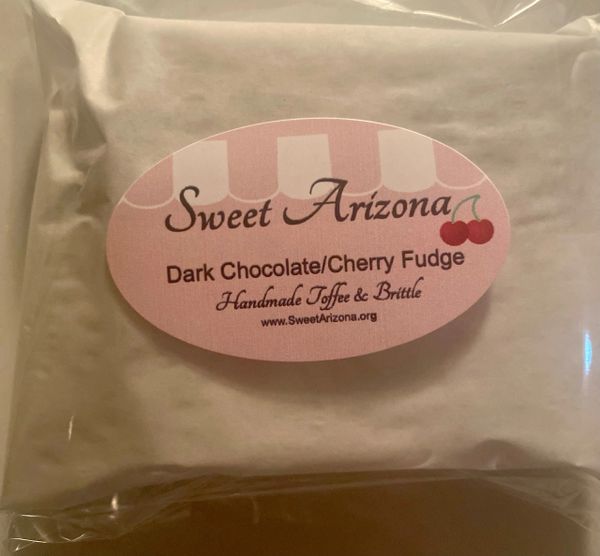 Sweet Arizona
Dark Chocolate/Cherry Fudge
Handmade Toffee & Brittle
www.SweetArizona.org